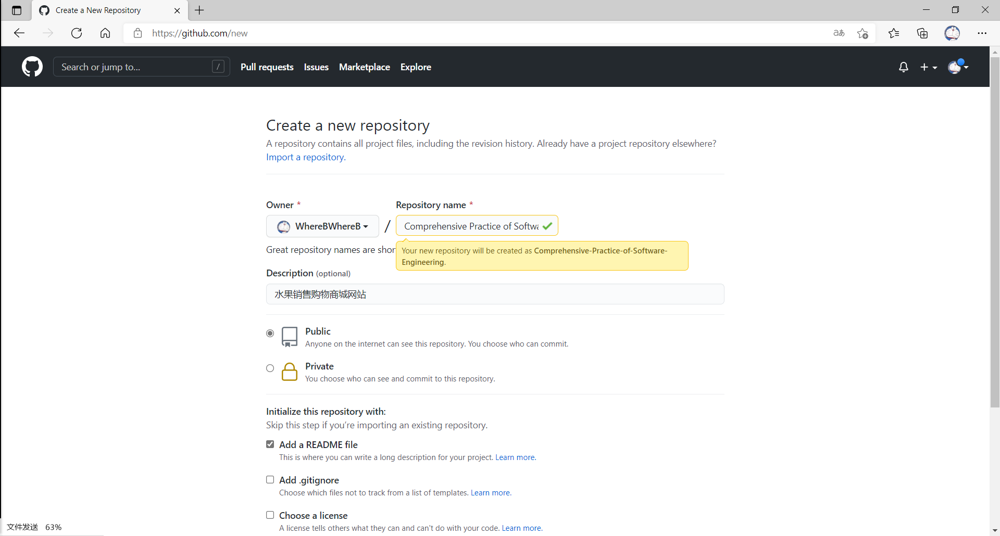 Create a New Repository
https://github.com/new
aあ
Search or jump to...
/
Pull requests
Issues
Marketplace
Explore
Create a new repository
A repository contains all project files, including the revision history. Already have a project repository elsewhere?
Import a repository.
Owner *
Repository name *
WhereBWhereB
/
Comprehensive Practice of Softwa
Great repository names are shor
Your new repository will be created as Comprehensive-Practice-of-Software-
Engineering.
Description (optional)
水果销售购物商城网站
Public
Anyone on the internet can see this repository. You choose who can commit.
Private
You choose who can see and commit to this repository.
Initialize this repository with:
Skip this step if you’re importing an existing repository.
Add a README file
This is where you can write a long description for your project. Learn more.
Add .gitignore
Choose which files not to track from a list of templates. Learn more.
Choose a license
A license tells others what they can and can't do with your code. Learn more.
文件发送 63%